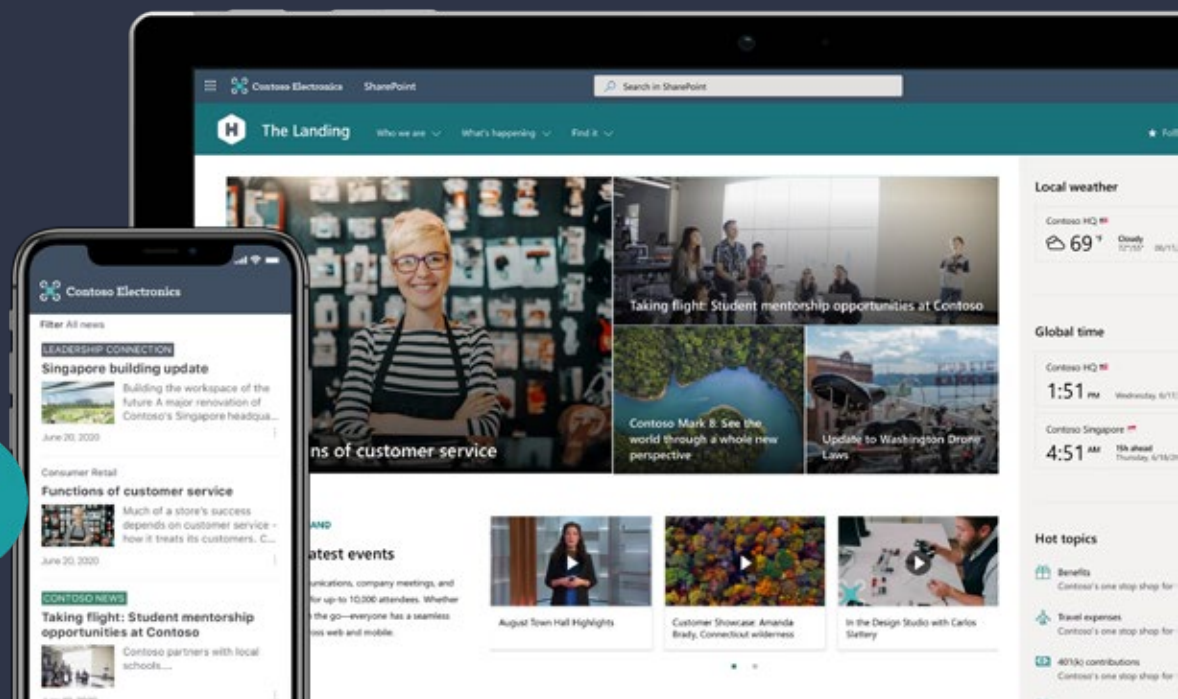 Contoso Electronics
SharePoint
Search in SharePoint
H
The Landing
Who we are
What's happening
Find it
ns of customer service
Taking flight: Student mentorship opportunities at Contoso
Contoso Mark 8: See the
world through a whole new
perspective
Update to Washington Drone
Laws
Local weather
Contoso HQ
69 °F
Cloudy
Global time
Contoso HQ
1:51 PM
Contoso Singapore
4:51 AM
15h ahead
Hot topics
Benefits
Contoso's one stop shop for
Travel expenses
Contoso's one stop shop for
401(k) contributions
Contoso's one stop shop for
AND
atest events
unications, company meetings, and
for up-to 10,000 attendees. Whether
the go—everyone has a seamless
oss web and mobile.
August Town Hall Highlights
Customer Showcase: Amanda
Brady, Connecticut wilderness
In the Design Studio with Carlos
Slattery
Contoso Electronics
Filter All news
LEADERSHIP CONNECTION
Singapore building update
Building the workspace of the
future A major renovation of
Contoso's Singapore headqua...
June 20, 2020
Consumer Retail
Functions of customer service
Much of a store's success
depends on customer service -
how it treats its customers. C...
June 20, 2020
CONTOSO NEWS
Taking flight: Student mentorship
opportunities at Contoso
Contoso partners with local
schools....